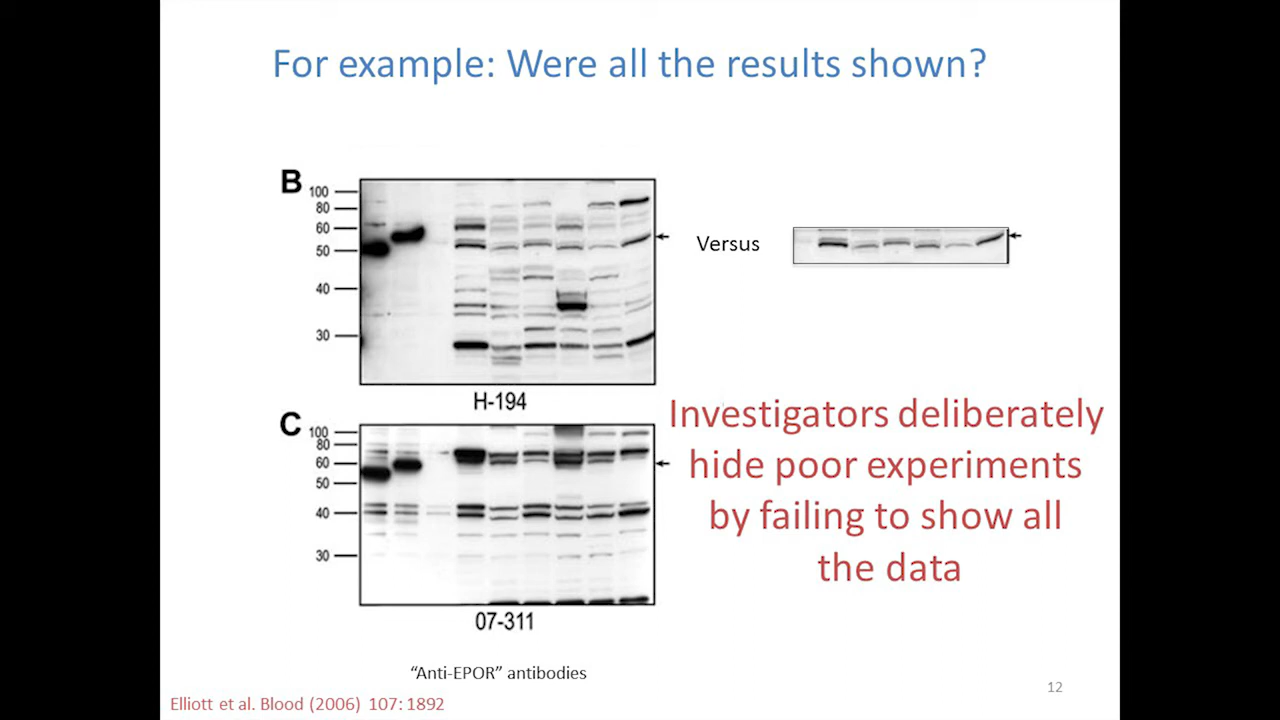 For example: Were all the results shown?
B
100
80
60
50
40
30
H-194
Versus
C
100
80
60
50
40
30
07-311
Investigators deliberately
hide poor experiments
by failing to show all
the data
“Anti-EPOR” antibodies
12
Elliott et al. Blood (2006) 107: 1892